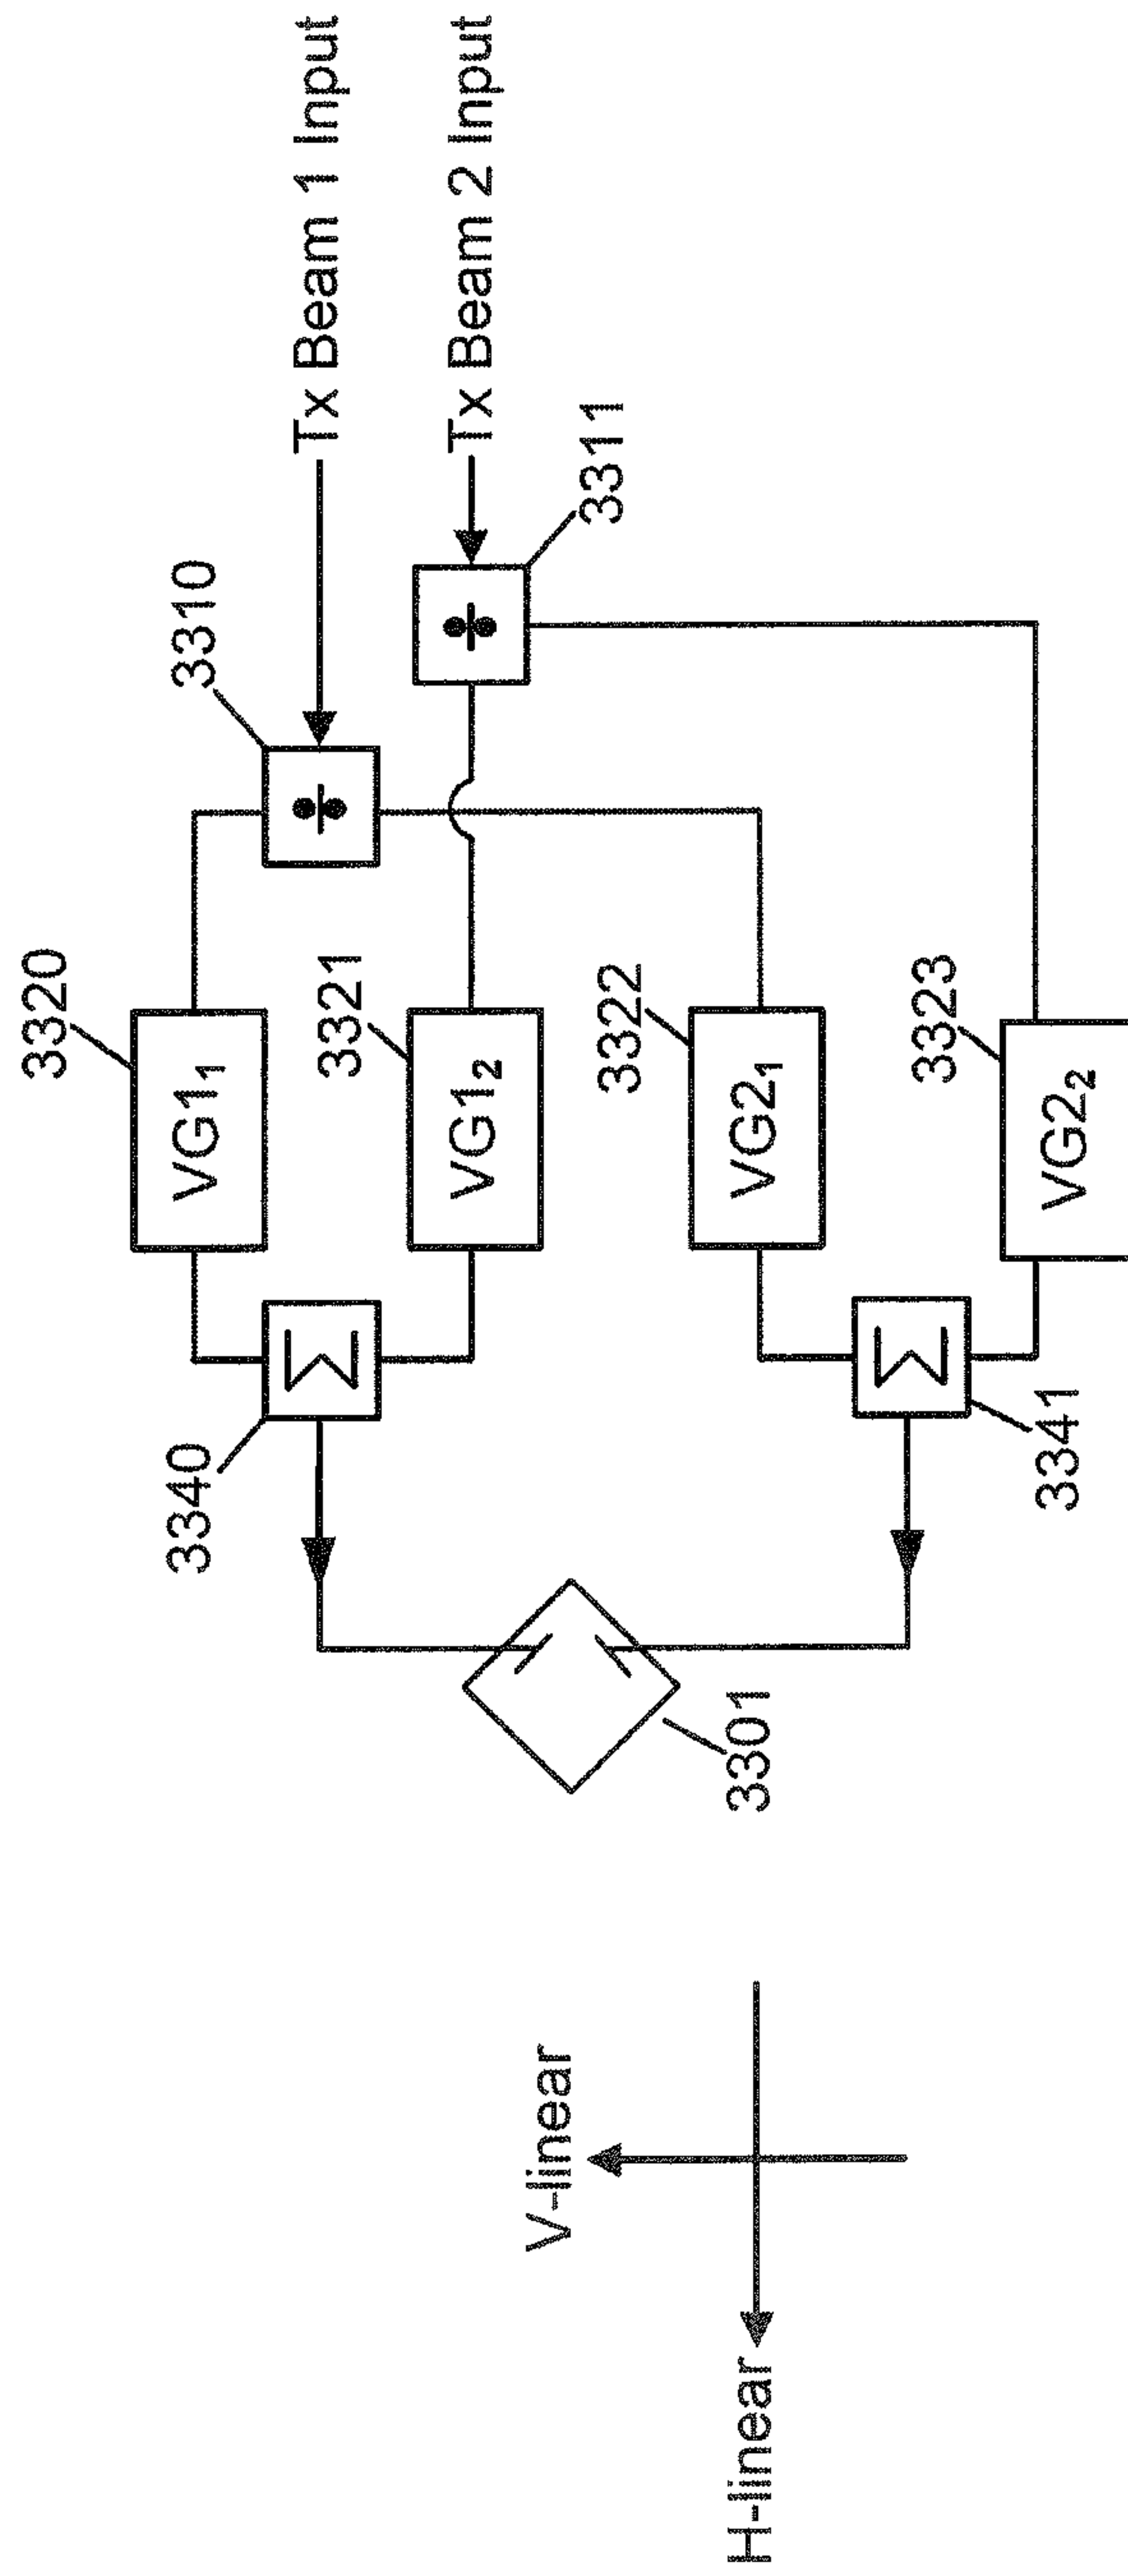 Tx Beam 1 Input
Tx Beam 2 Input
3310
3311
3320
VG1₁
3321
VG1₂
3322
VG2₁
3323
VG2₂
÷
÷
3340
Σ
3341
Σ
3301
V-linear
H-linear